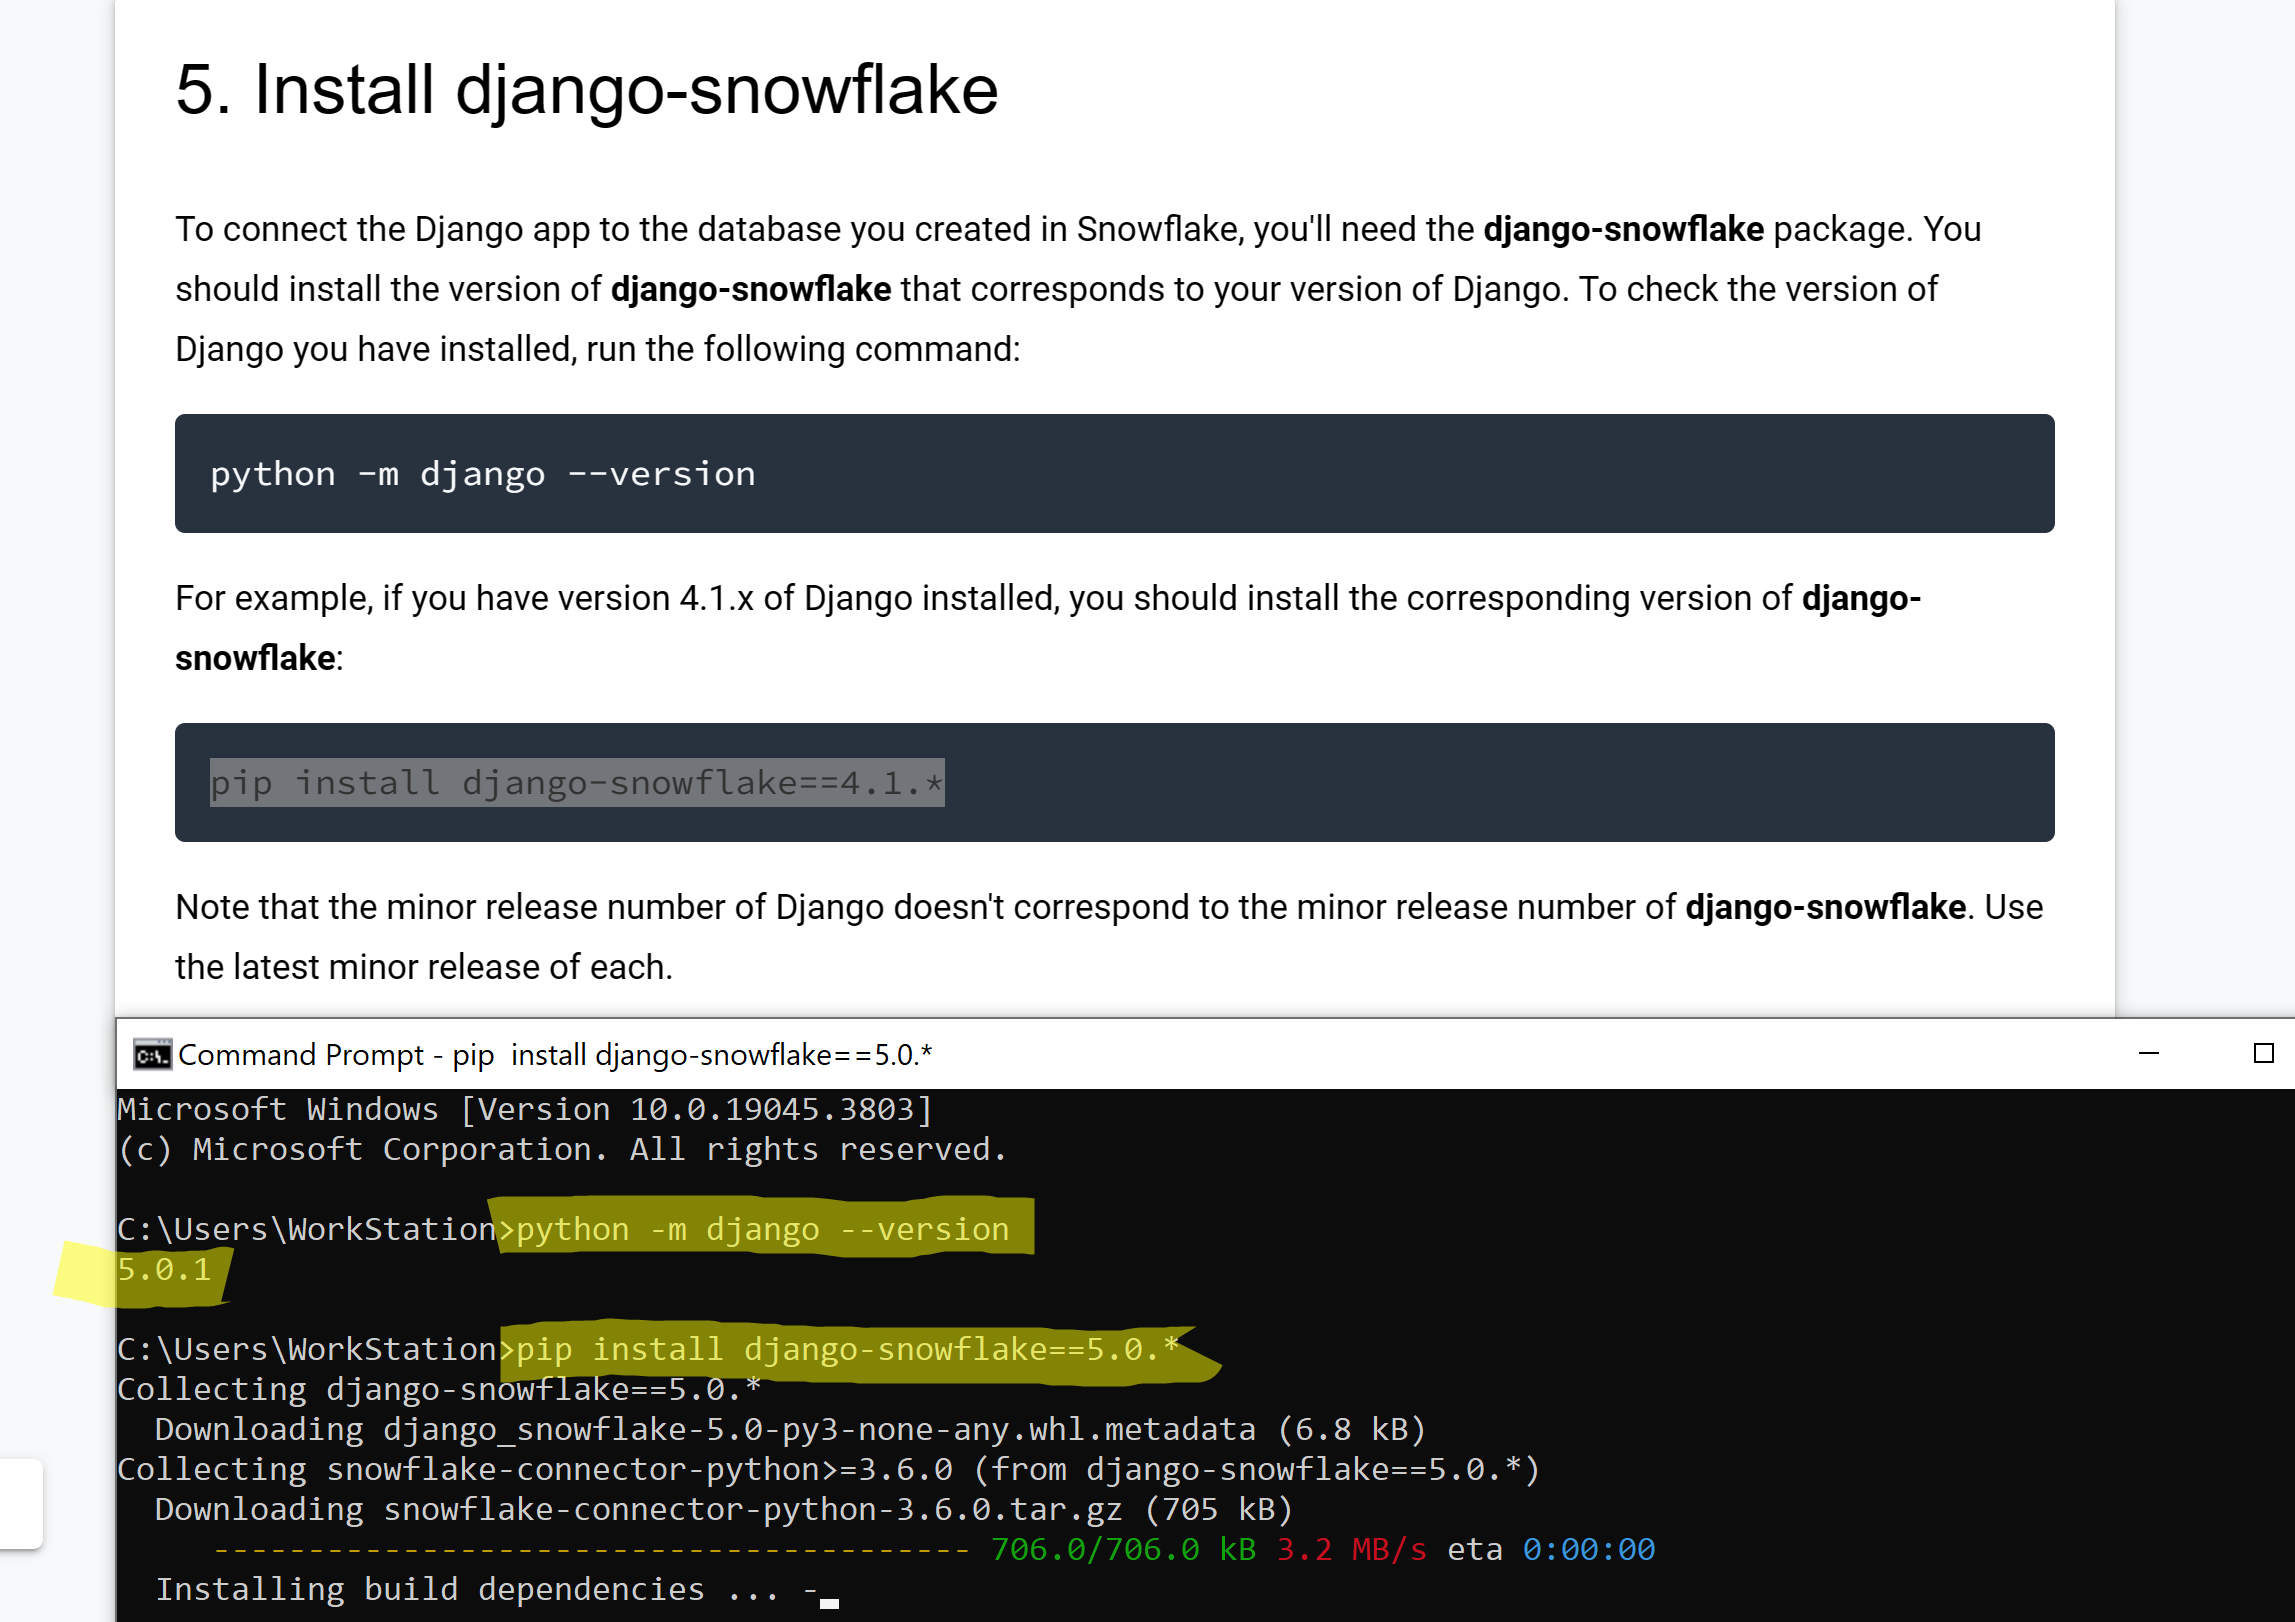 5. Install django-snowflake
To connect the Django app to the database you created in Snowflake, you'll need the django-snowflake package. You
should install the version of django-snowflake that corresponds to your version of Django. To check the version of
Django you have installed, run the following command:
python -m django --version
For example, if you have version 4.1.x of Django installed, you should install the corresponding version of django-
snowflake:
pip install django-snowflake==4.1.*
Note that the minor release number of Django doesn't correspond to the minor release number of django-snowflake. Use
the latest minor release of each.
Command Prompt - pip  install django-snowflake==5.0.*
Microsoft Windows [Version 10.0.19045.3803]
(c) Microsoft Corporation. All rights reserved.
C:\Users\WorkStation>python -m django --version
5.0.1
C:\Users\WorkStation>pip install django-snowflake==5.0.*
Collecting django-snowflake==5.0.*
  Downloading django_snowflake-5.0-py3-none-any.whl.metadata (6.8 kB)
Collecting snowflake-connector-python>=3.6.0 (from django-snowflake==5.0.*)
  Downloading snowflake-connector-python-3.6.0.tar.gz (705 kB)
     ---------------------------------------- 706.0/706.0 kB 3.2 MB/s eta 0:00:00
  Installing build dependencies ... -